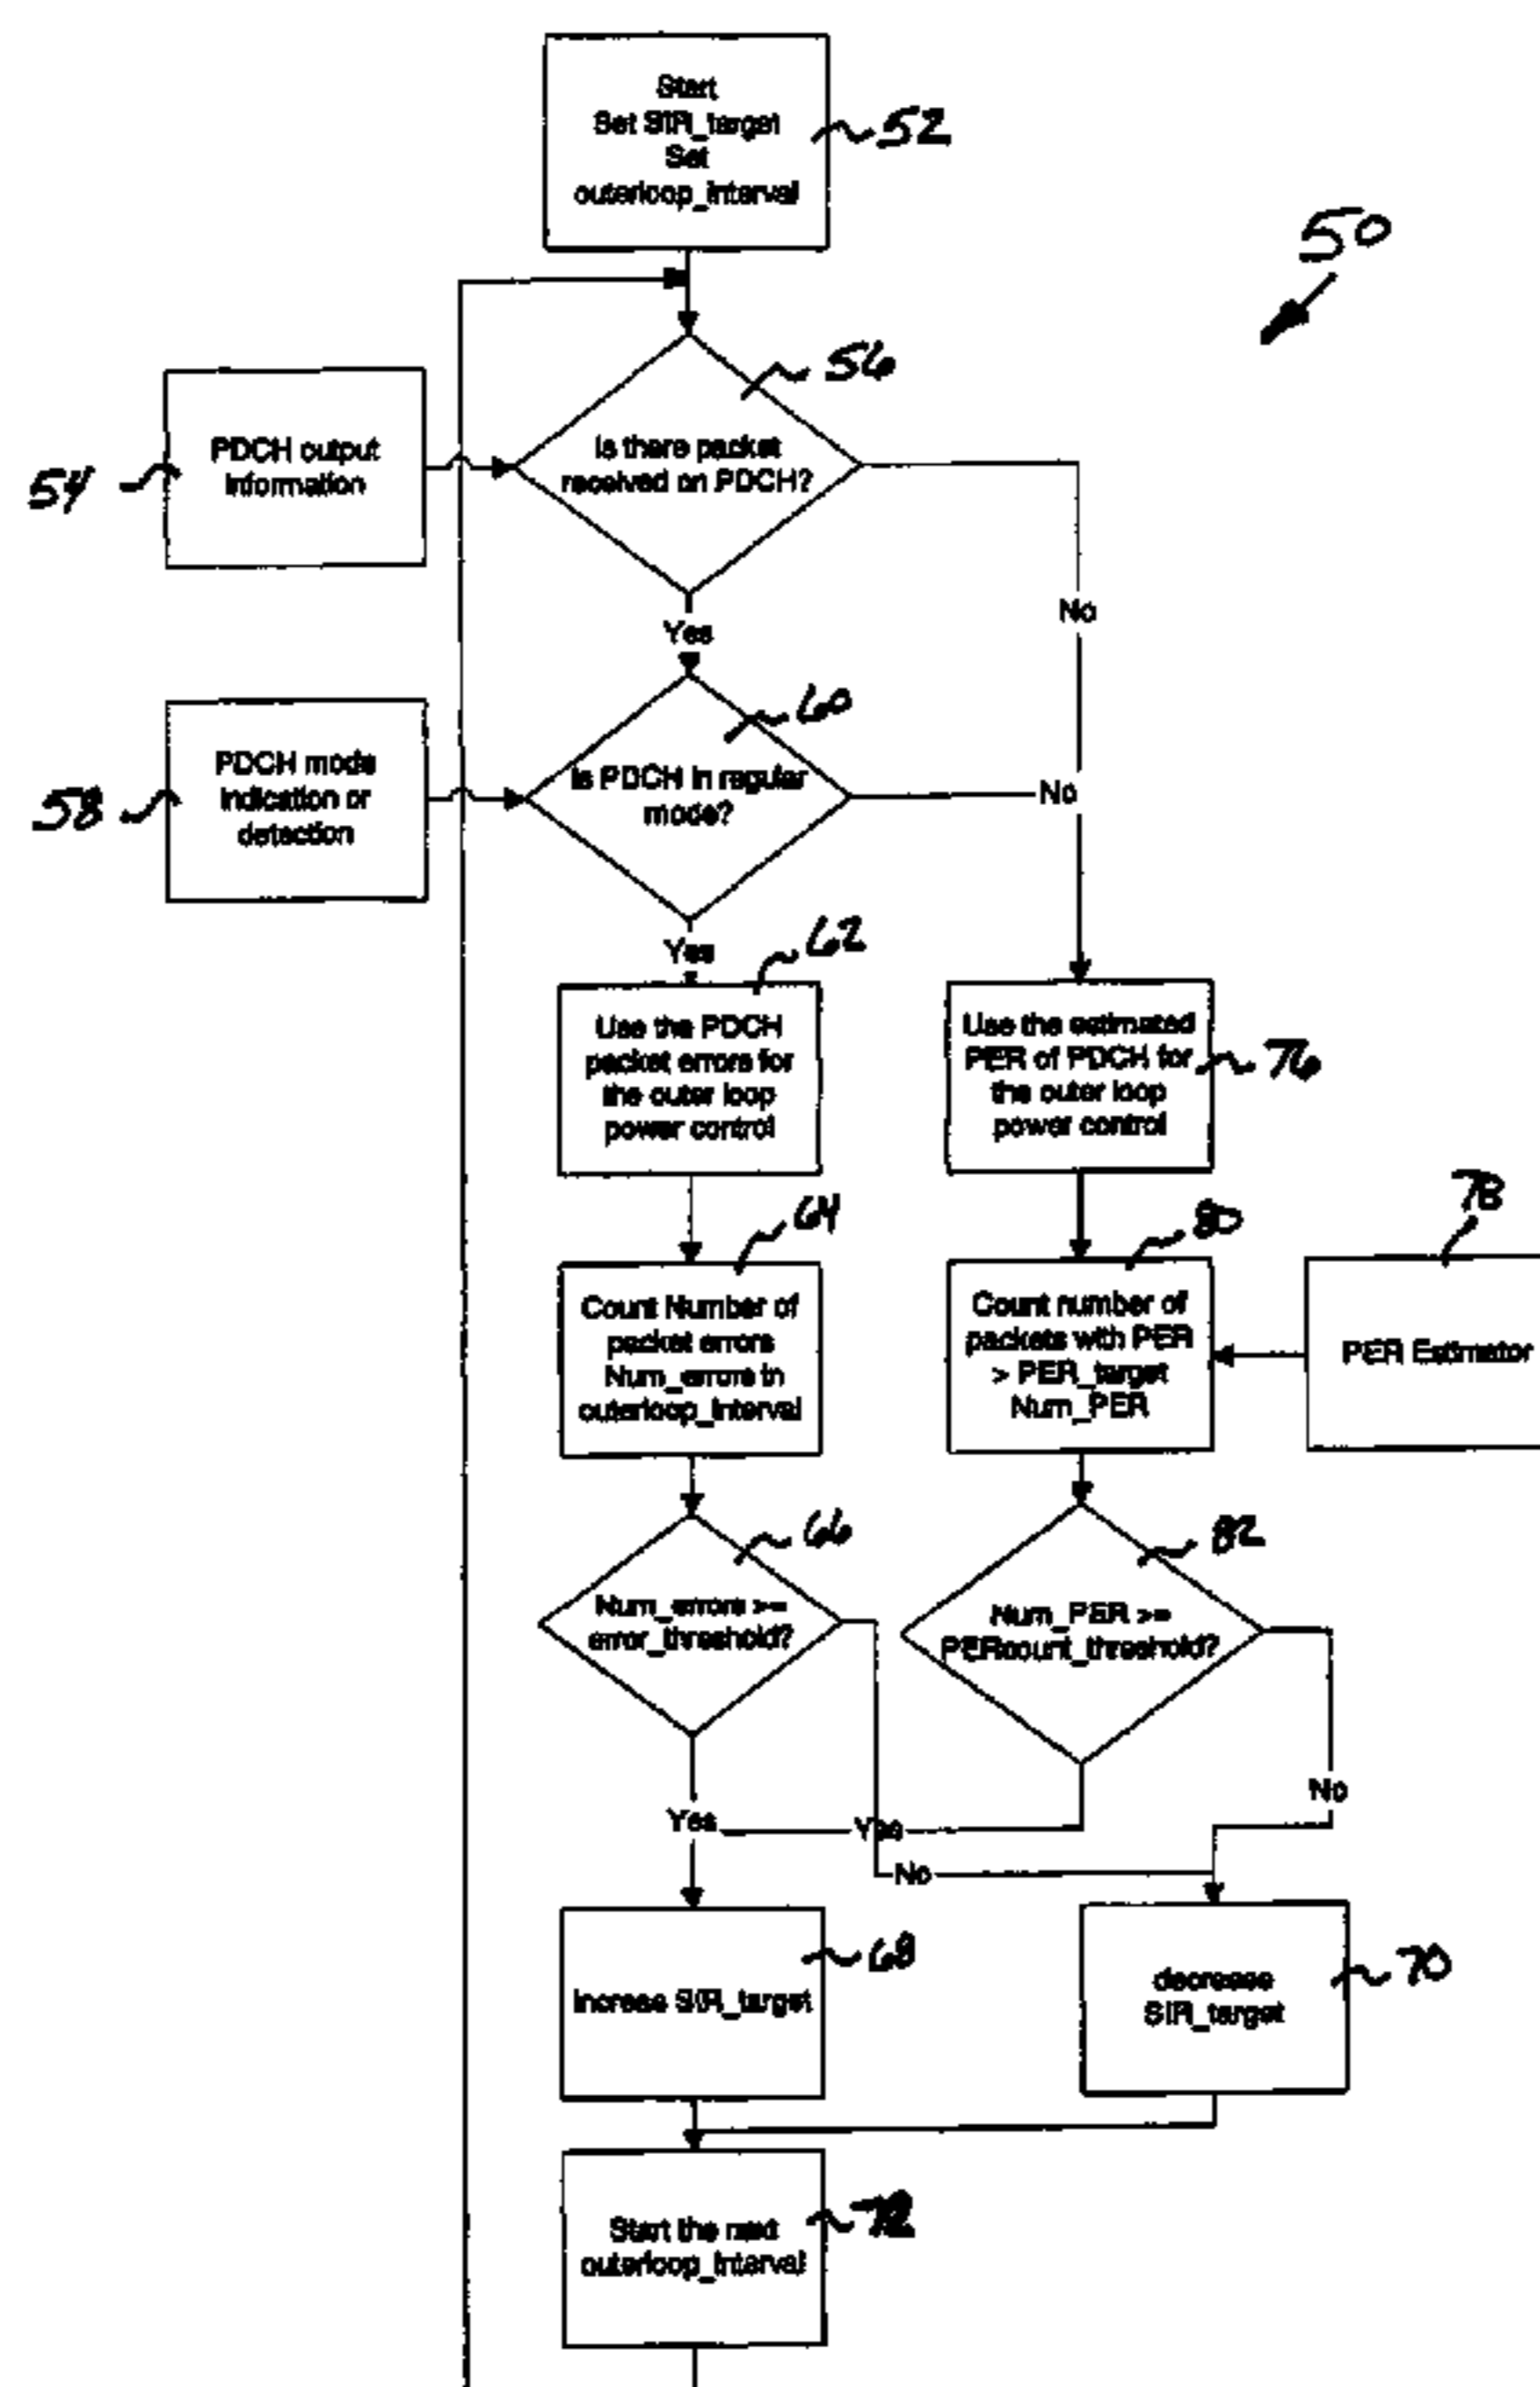 Start
Set SIR_target
Set
outerloop_interval
52
50
56
Is there packet
received on PDCH?
PDCH output
information
54
No
Yes
60
Is PDCH in regular
mode?
PDCH mode
indication or
detection
58
No
Yes
62
Use the PDCH
packet errors for
the outer loop
power control
Use the estimated
PER of PDCH for
the outer loop
power control
76
64
Count Number of
packet errors
Num_errors in
outerloop_interval
80
Count number of
packets with PER
> PER_target
Num_PER
78
PER Estimator
66
Num_errors >=
error_threshold?
82
Num_PER >=
PERcount_threshold?
No
Yes
Yes
No
68
Increase SIR_target
decrease
SIR_target
70
Start the next
outerloop_interval
72